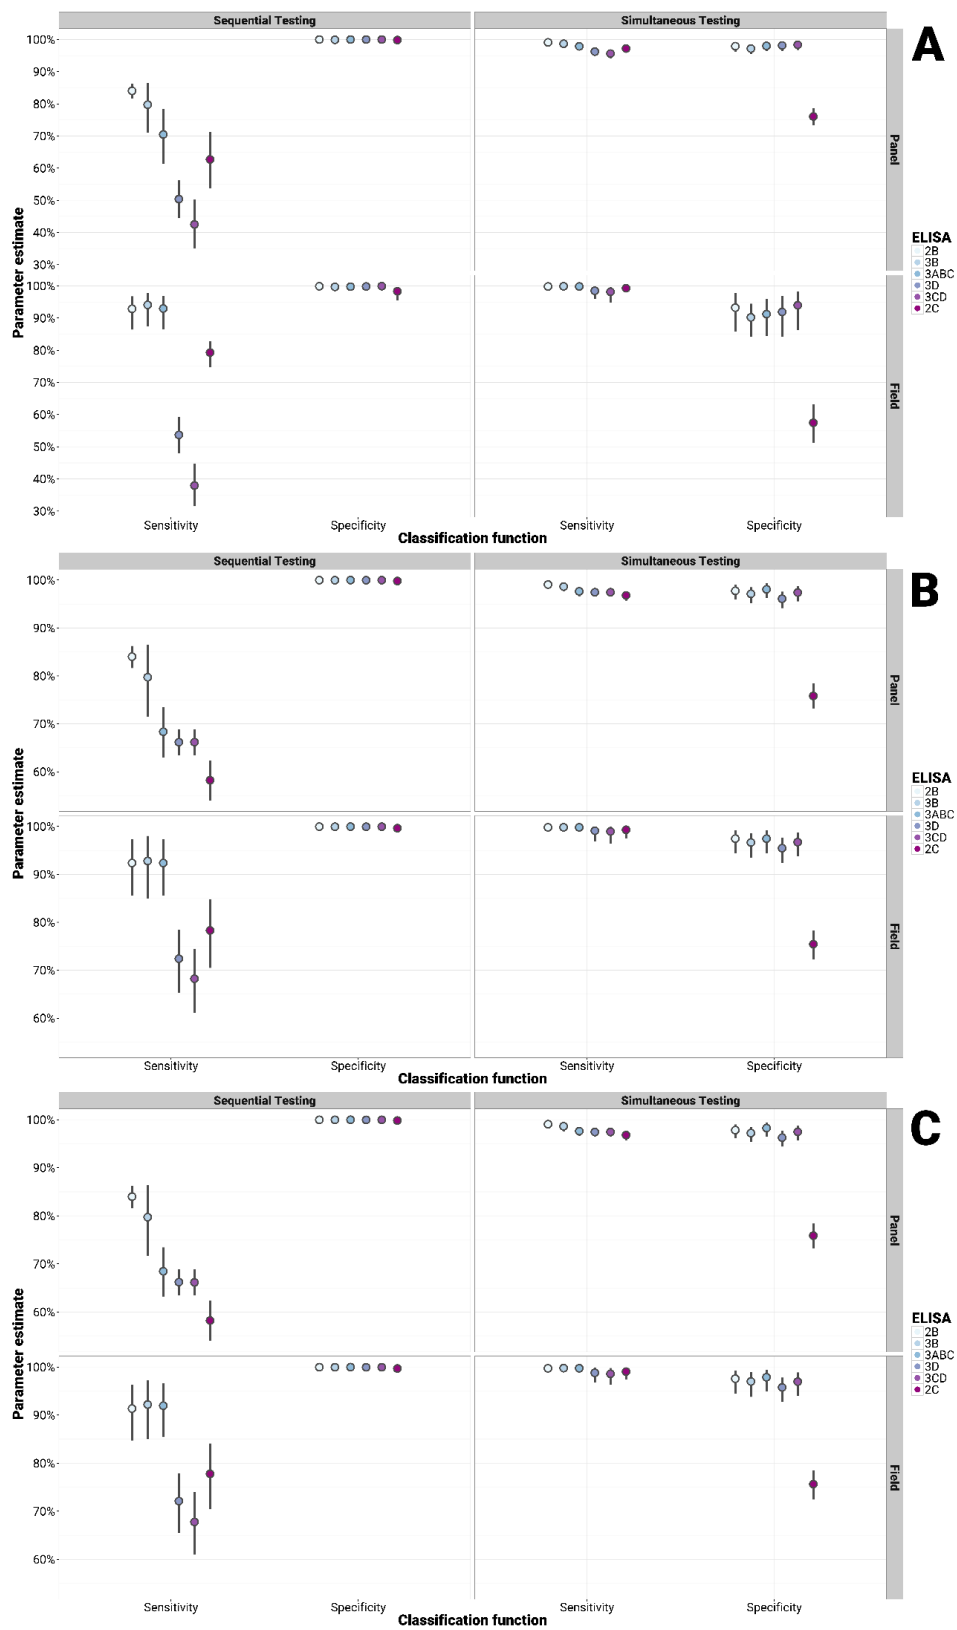 Sequential Testing
Simultaneous Testing
A
100%
90%
80%
70%
60%
50%
40%
30%
Panel
100%
90%
80%
70%
60%
50%
40%
30%
Field
Parameter estimate
ELISA
2B
3B
3ABC
3D
3CD
2C
Sensitivity
Specificity
Sensitivity
Specificity
Classification function
Sequential Testing
Simultaneous Testing
B
100%
90%
80%
70%
60%
Panel
100%
90%
80%
70%
60%
Field
Parameter estimate
ELISA
2B
3B
3ABC
3D
3CD
2C
Sensitivity
Specificity
Sensitivity
Specificity
Classification function
Sequential Testing
Simultaneous Testing
C
100%
90%
80%
70%
60%
Panel
100%
90%
80%
70%
60%
Field
Parameter estimate
ELISA
2B
3B
3ABC
3D
3CD
2C
Sensitivity
Specificity
Sensitivity
Specificity
Classification function